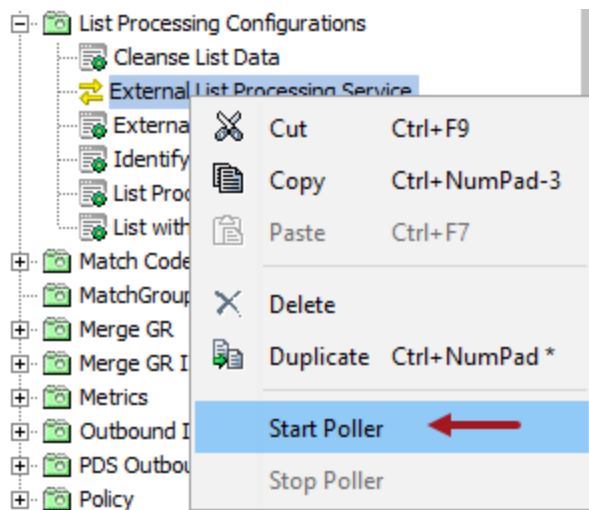 List Processing Configurations
Cleanse List Data
External List Processing Service
Externa
Identify
List Proc
List with
Match Code
MatchGroup
Merge GR
Merge GR I
Metrics
Outbound I
PDS Outbou
Policy
Cut Ctrl+F9
Copy Ctrl+NumPad-3
Paste Ctrl+F7
Delete
Duplicate Ctrl+NumPad *
Start Poller
Stop Poller